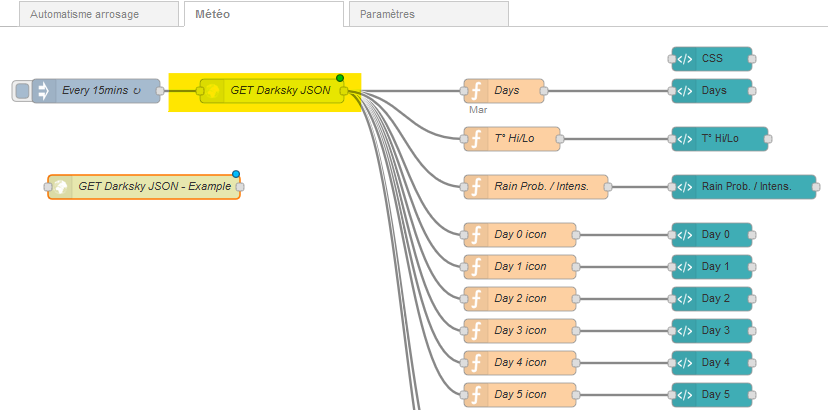 Automatisme arrosage
Météo
Paramètres
CSS
Every 15mins ↻
GET Darksky JSON
Days
Days
Mar
T° Hi/Lo
T° Hi/Lo
GET Darksky JSON - Example
Rain Prob. / Intens.
Rain Prob. / Intens.
Day 0 icon
Day 0
Day 1 icon
Day 1
Day 2 icon
Day 2
Day 3 icon
Day 3
Day 4 icon
Day 4
Day 5 icon
Day 5